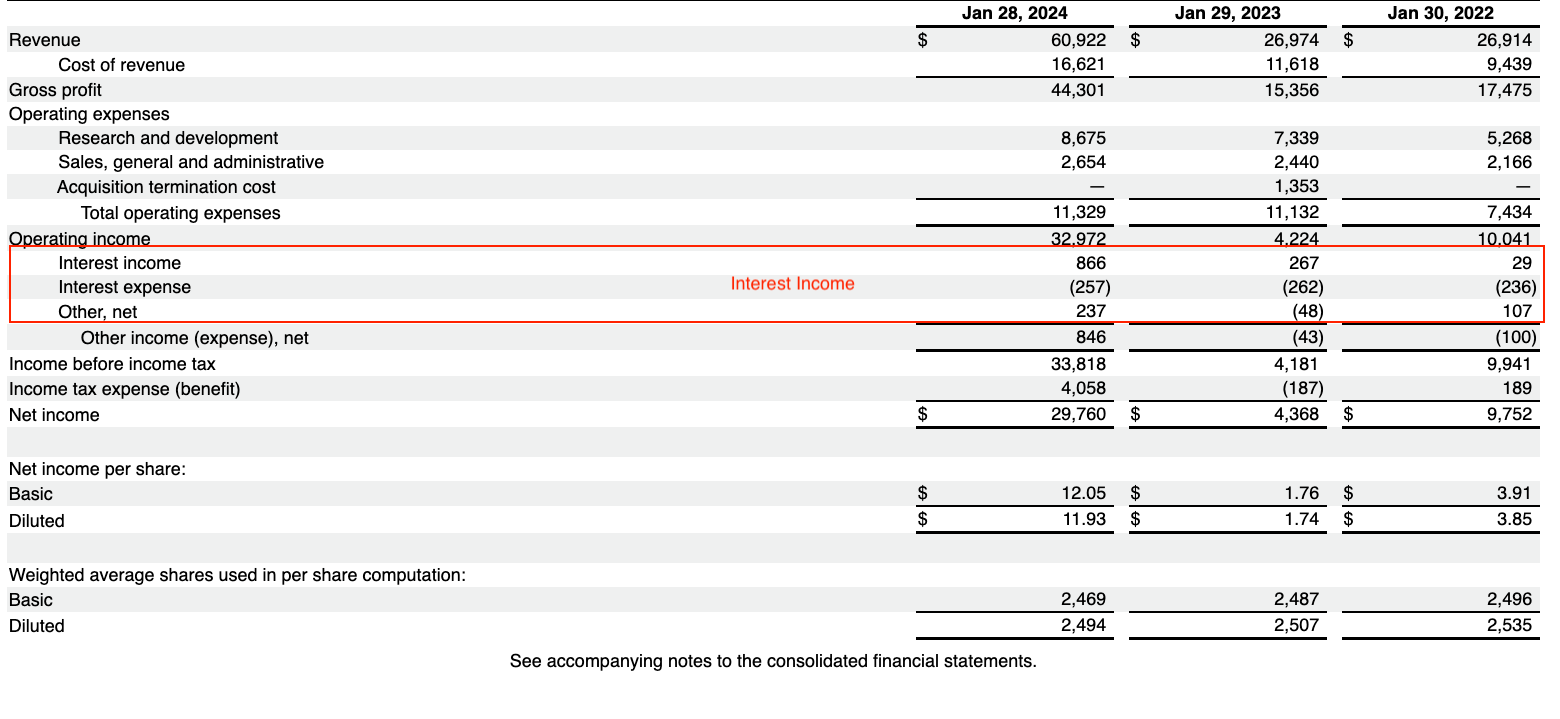 Jan 28, 2024 Jan 29, 2023 Jan 30, 2022
Revenue $ 60,922 $ 26,974 $ 26,914
Cost of revenue 16,621 11,618 9,439
Gross profit 44,301 15,356 17,475
Operating expenses
Research and development 8,675 7,339 5,268
Sales, general and administrative 2,654 2,440 2,166
Acquisition termination cost — 1,353 —
Total operating expenses 11,329 11,132 7,434
Operating income 32,972 4,224 10,041
Interest income 866 267 29
Interest expense Interest Income (257) (262) (236)
Other, net 237 (48) 107
Other income (expense), net 846 (43) (100)
Income before income tax 33,818 4,181 9,941
Income tax expense (benefit) 4,058 (187) 189
Net income $ 29,760 $ 4,368 $ 9,752
Net income per share:
Basic $ 12.05 $ 1.76 $ 3.91
Diluted $ 11.93 $ 1.74 $ 3.85
Weighted average shares used in per share computation:
Basic 2,469 2,487 2,496
Diluted 2,494 2,507 2,535
See accompanying notes to the consolidated financial statements.